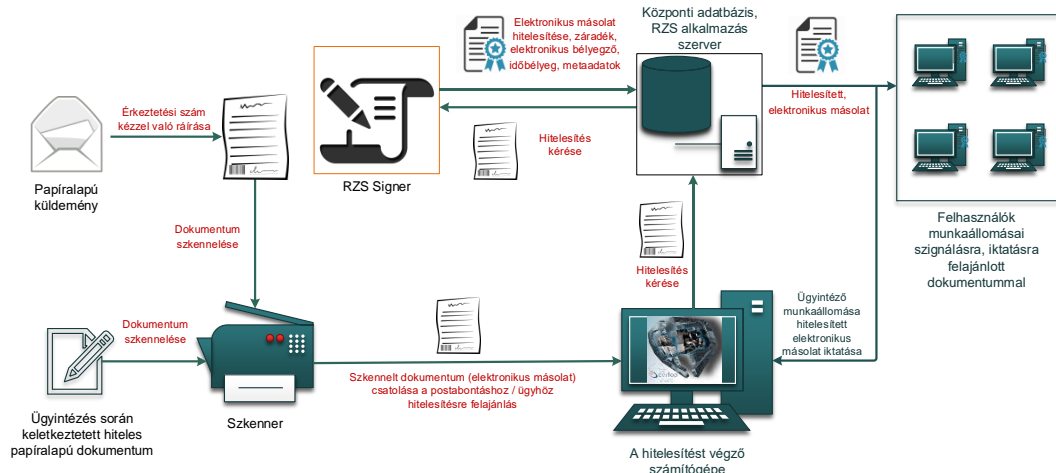 Elektronikus másolat
hitelesítése, záradék,
elektronikus bélyegző,
időbélyeg, metaadatok
Központi adatbázis,
RZS alkalmazás
szerver
Érkeztetési szám
kézzel való ráírása
Hitelesítés
kérése
Hitelesített,
elektronikus másolat
Papíralapú
küldemény
RZS Signer
Dokumentum
szkennelése
Hitelesítés
kérése
Felhasználók
munkaállomásai
szignálásra, iktatásra
felajánlott
dokumentummal
Dokumentum
szkennelése
Ügyintéző
munkaállomása
hitelesített
elektronikus
másolat iktatása
Szkennelt dokumentum (elektronikus másolat)
csatolása a postabontáshoz / ügyhöz
hitelesítésre felajánlás
Ügyintézés során
keletkeztetett hiteles
papíralapú dokumentum
Szkenner
A hitelesítést végző
számítógépe